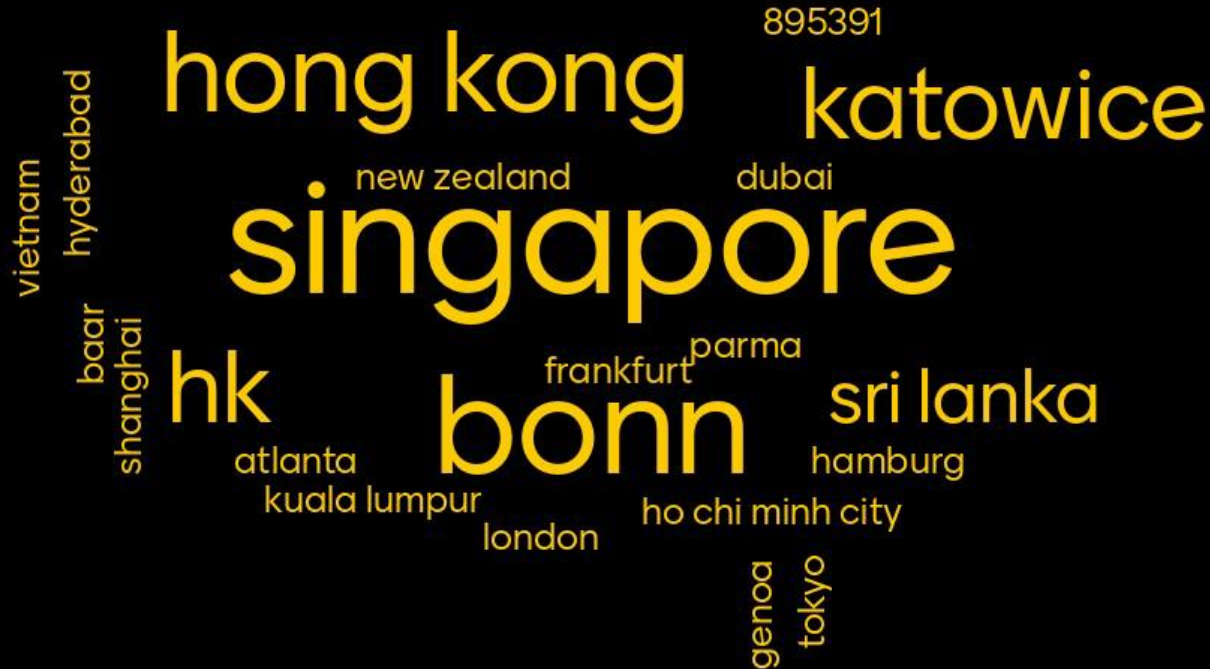 895391
hong kong
katowice
hyderabad
vietnam
new zealand
dubai
singapore
baar
shanghai
hk
frankfurt
parma
bonn
sri lanka
atlanta
hamburg
kuala lumpur
ho chi minh city
london
genoa
tokyo